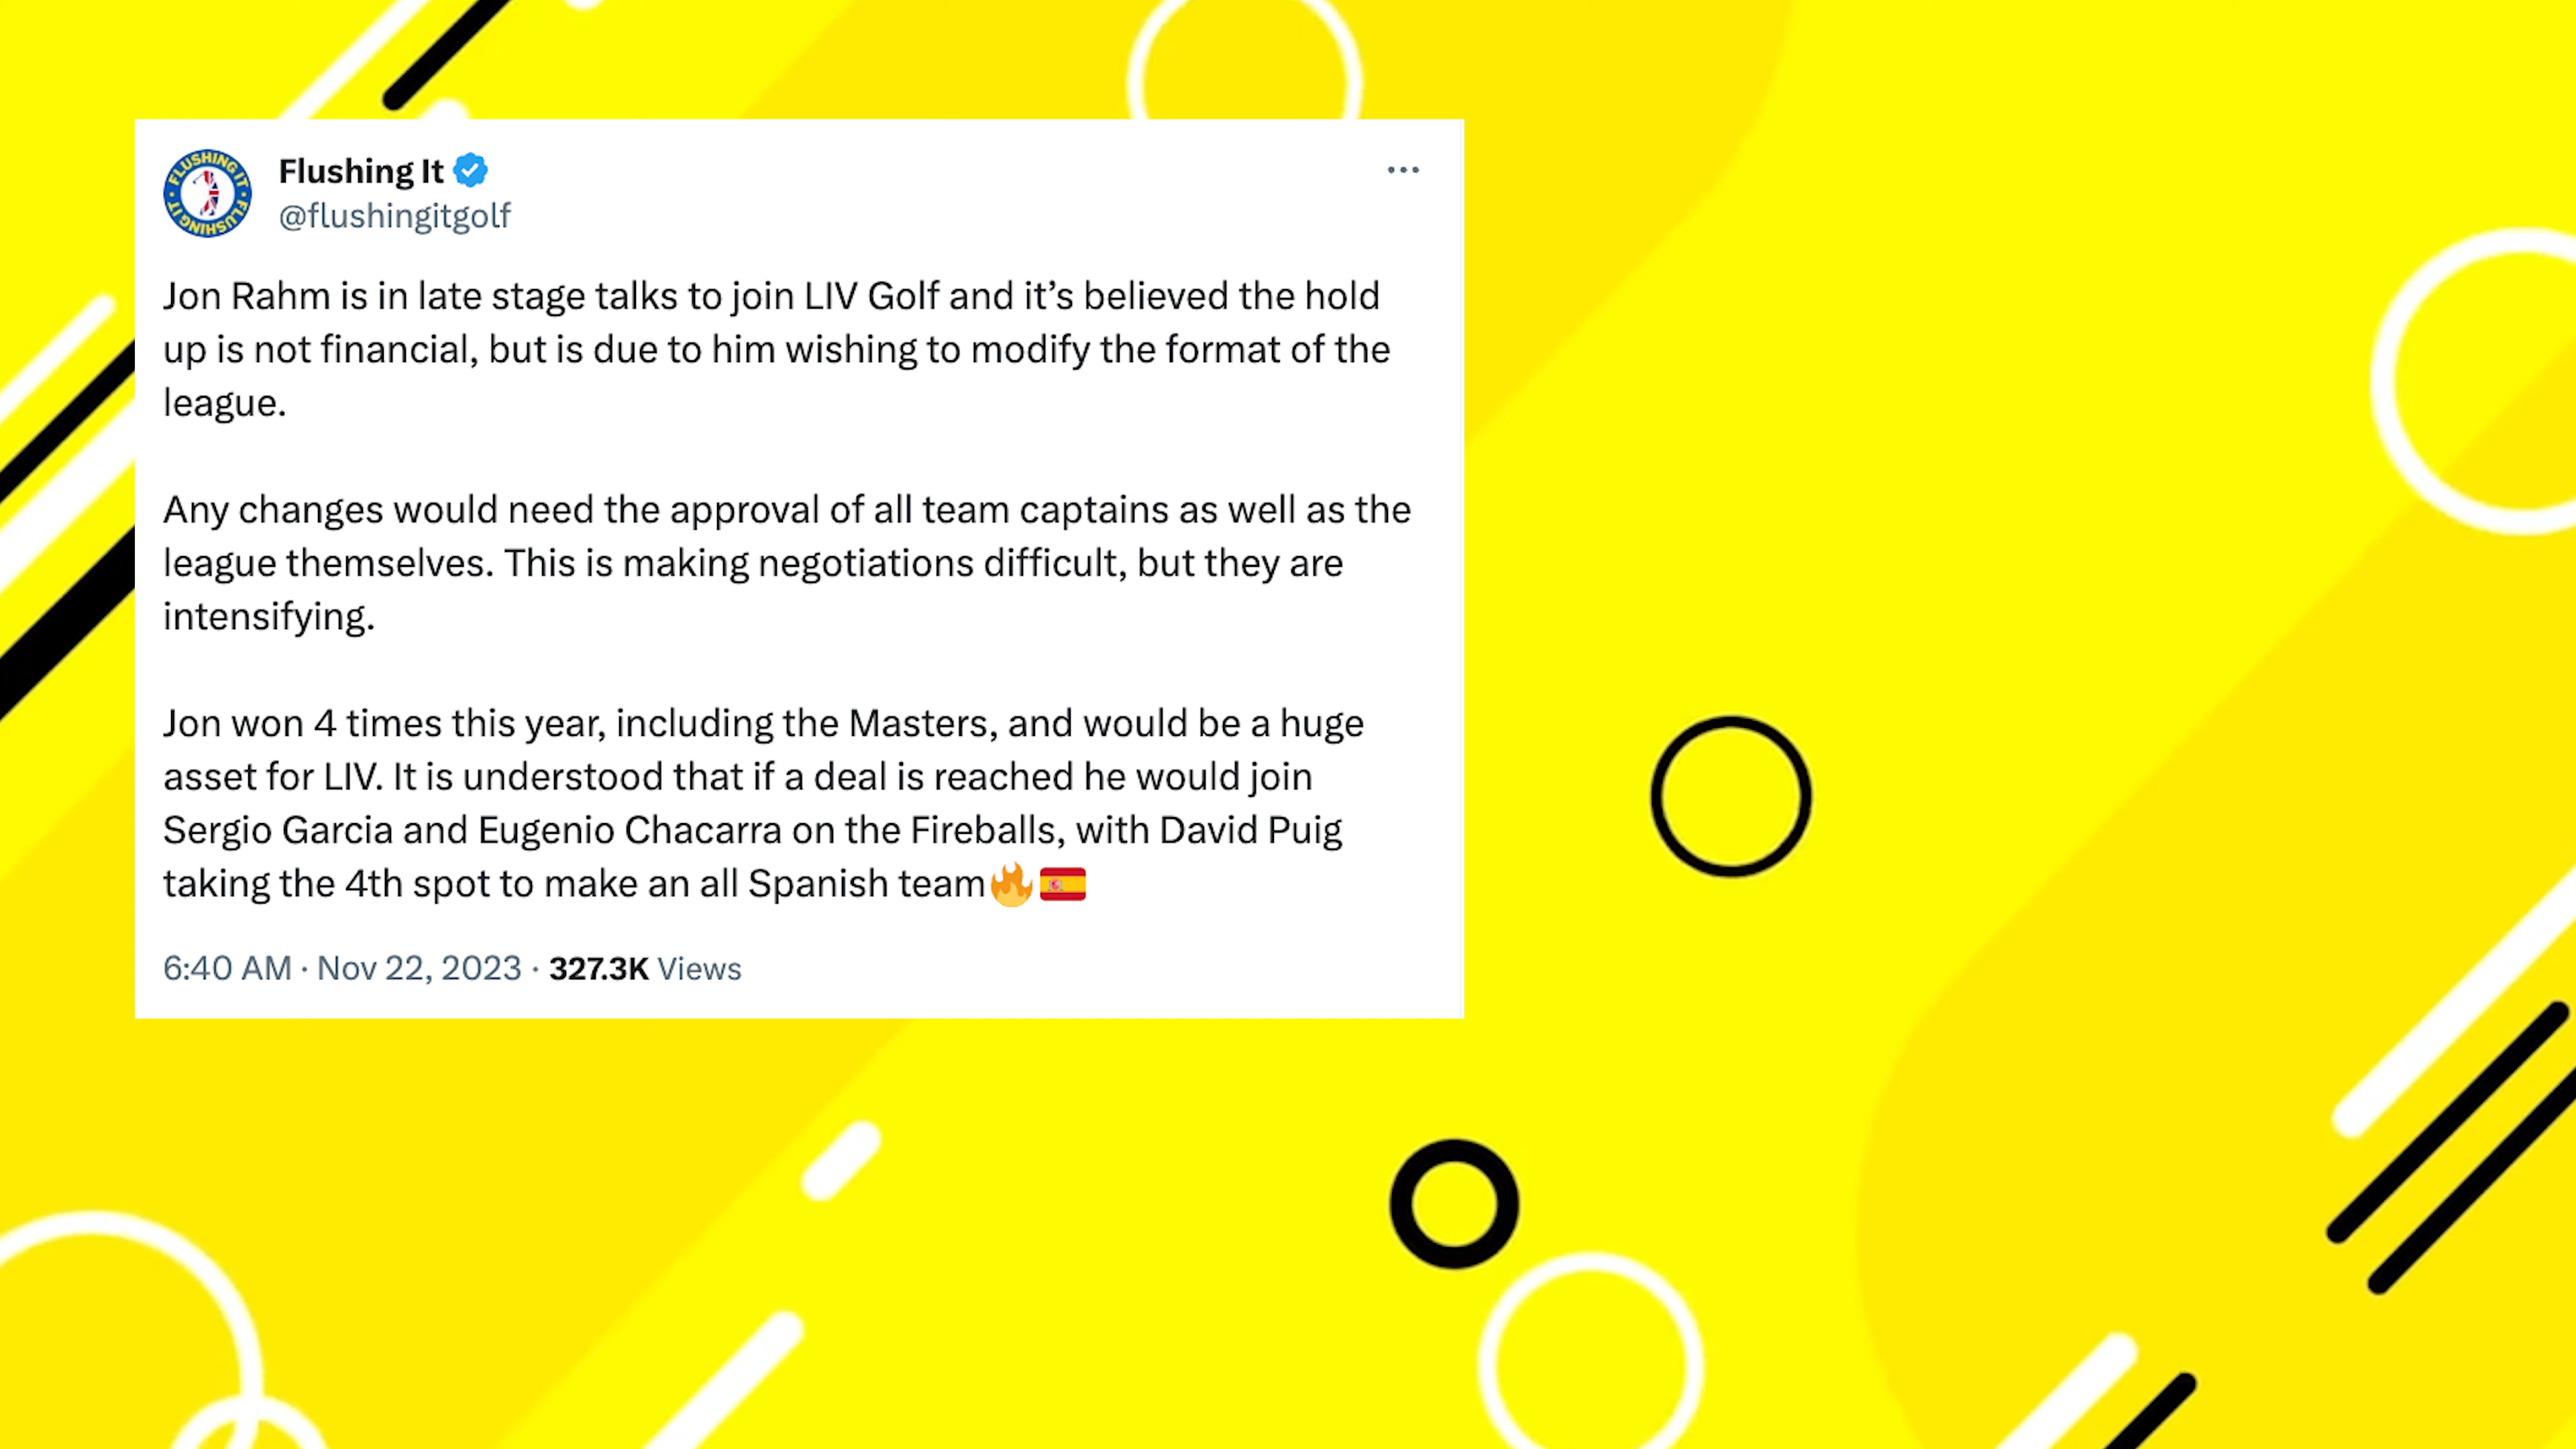 FLUSHING IT · FLUSHING IT ·
Flushing It
@flushingitgolf
Jon Rahm is in late stage talks to join LIV Golf and it’s believed the hold
up is not financial, but is due to him wishing to modify the format of the
league.
Any changes would need the approval of all team captains as well as the
league themselves. This is making negotiations difficult, but they are
intensifying.
Jon won 4 times this year, including the Masters, and would be a huge
asset for LIV. It is understood that if a deal is reached he would join
Sergio Garcia and Eugenio Chacarra on the Fireballs, with David Puig
taking the 4th spot to make an all Spanish team🔥🇪🇸
6:40 AM · Nov 22, 2023 · 327.3K Views